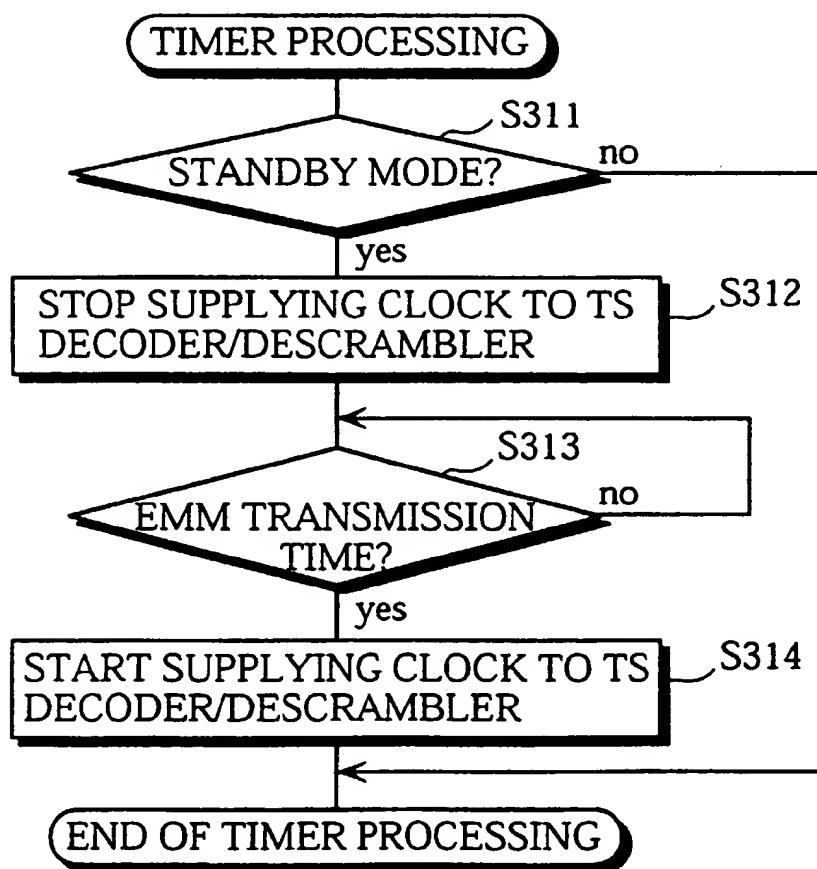 TIMER PROCESSING
S311
STANDBY MODE?
no
yes
STOP SUPPLYING CLOCK TO TS
DECODER/DESCRAMBLER
S312
S313
EMM TRANSMISSION
TIME?
no
yes
START SUPPLYING CLOCK TO TS
DECODER/DESCRAMBLER
S314
END OF TIMER PROCESSING